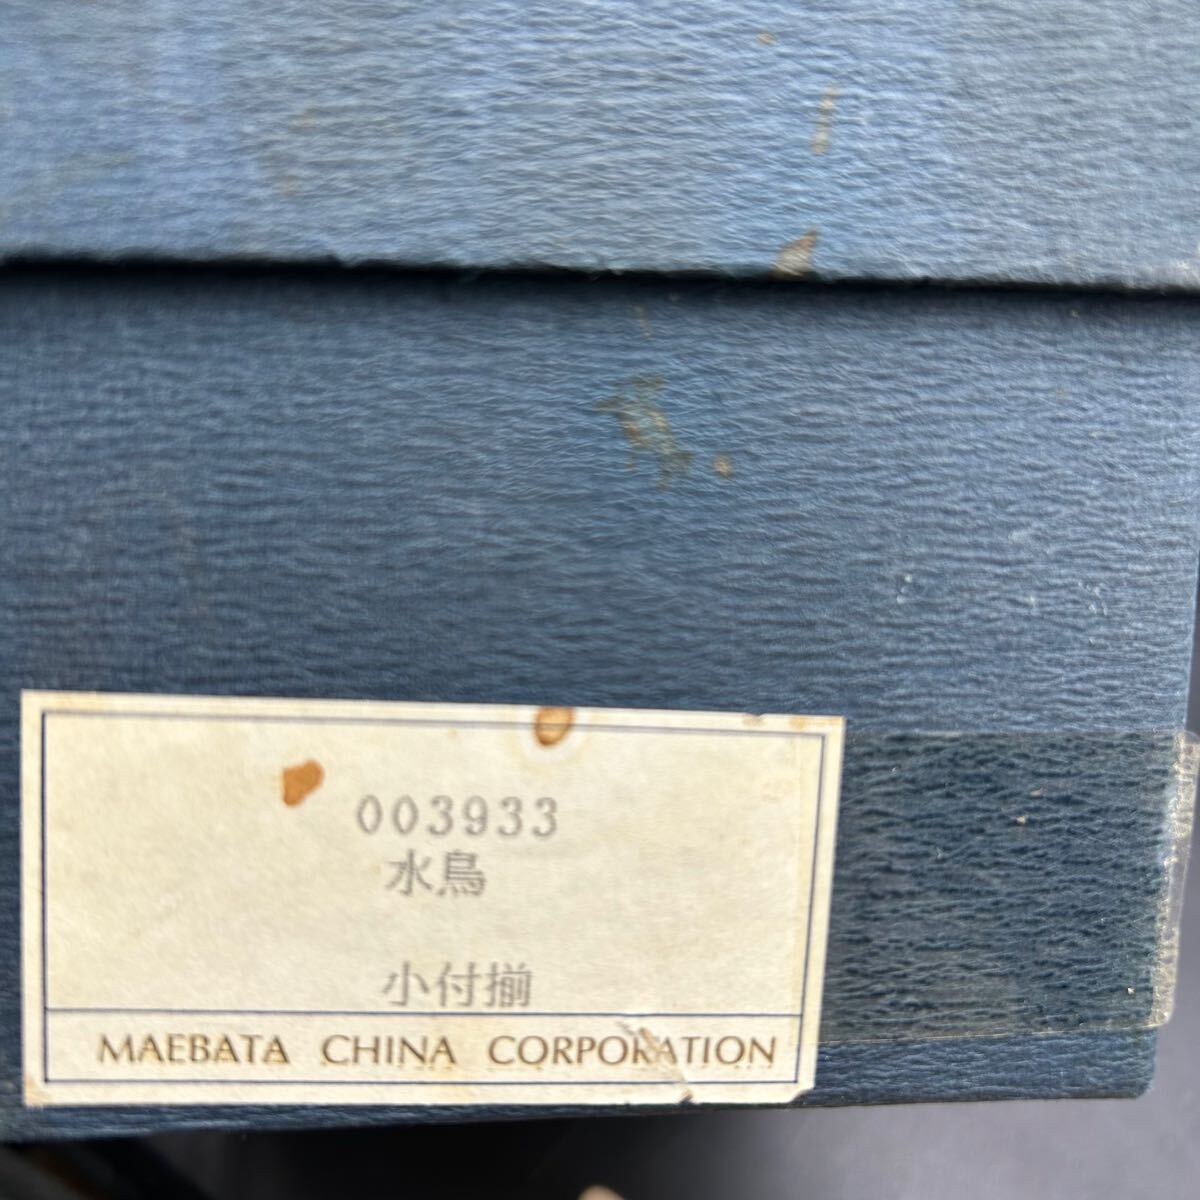 003933
水鳥
小付揃
MAEBATA CHINA CORPORATION